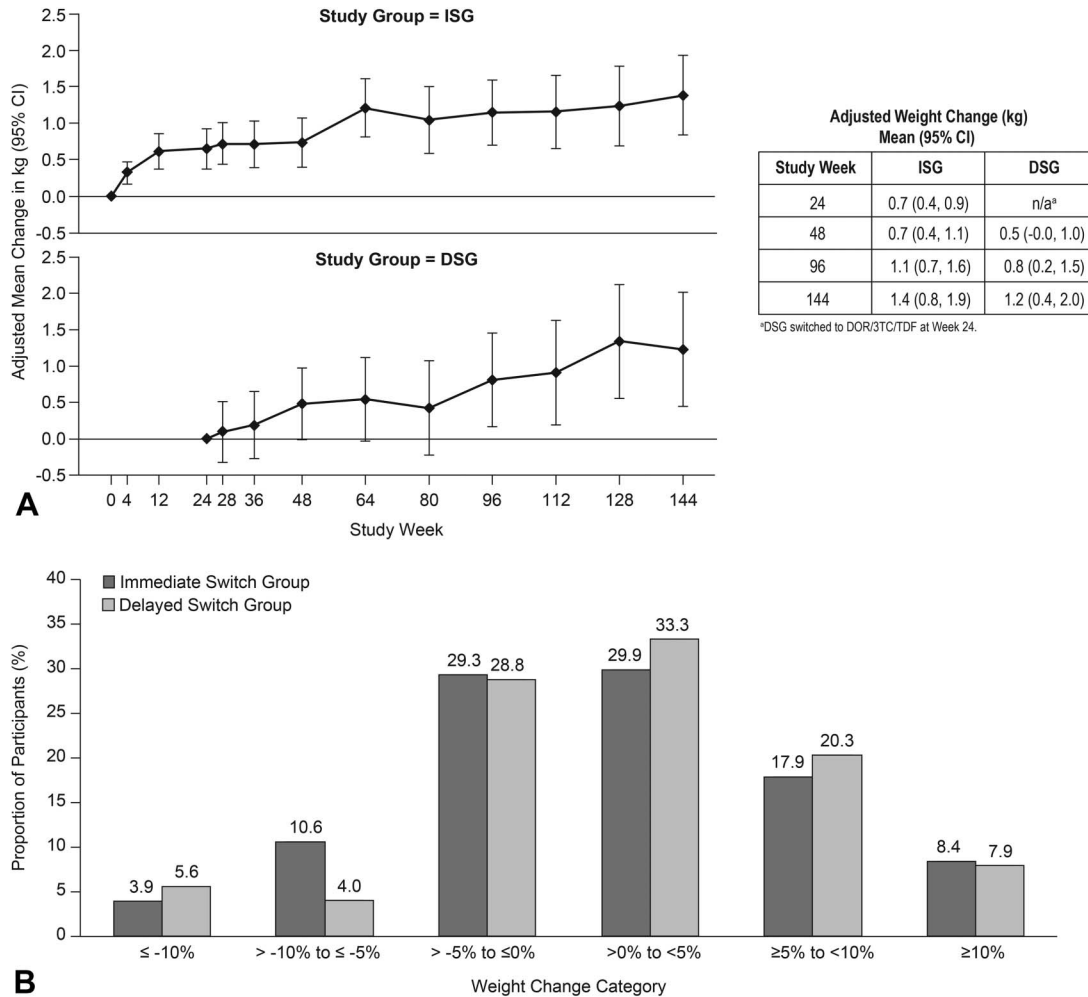 Study Group = ISG
2.5
2.0
1.5
1.0
0.5
0.0
-0.5
Adjusted Mean Change in kg (95% CI)
Study Group = DSG
2.5
2.0
1.5
1.0
0.5
0.0
-0.5
0 4 12 24 28 36 48 64 80 96 112 128 144
Study Week
A
Adjusted Weight Change (kg)
Mean (95% CI)
Study Week ISG DSG
24 0.7 (0.4, 0.9) n/aᵃ
48 0.7 (0.4, 1.1) 0.5 (-0.0, 1.0)
96 1.1 (0.7, 1.6) 0.8 (0.2, 1.5)
144 1.4 (0.8, 1.9) 1.2 (0.4, 2.0)
ᵃDSG switched to DOR/3TC/TDF at Week 24.
Immediate Switch Group
Delayed Switch Group
Proportion of Participants (%)
40
35
30
25
20
15
10
5
0
3.9 5.6 10.6 4.0 29.3 28.8 29.9 33.3 17.9 20.3 8.4 7.9
≤ -10% > -10% to ≤ -5% > -5% to ≤0% >0% to <5% ≥5% to <10% ≥10%
Weight Change Category
B